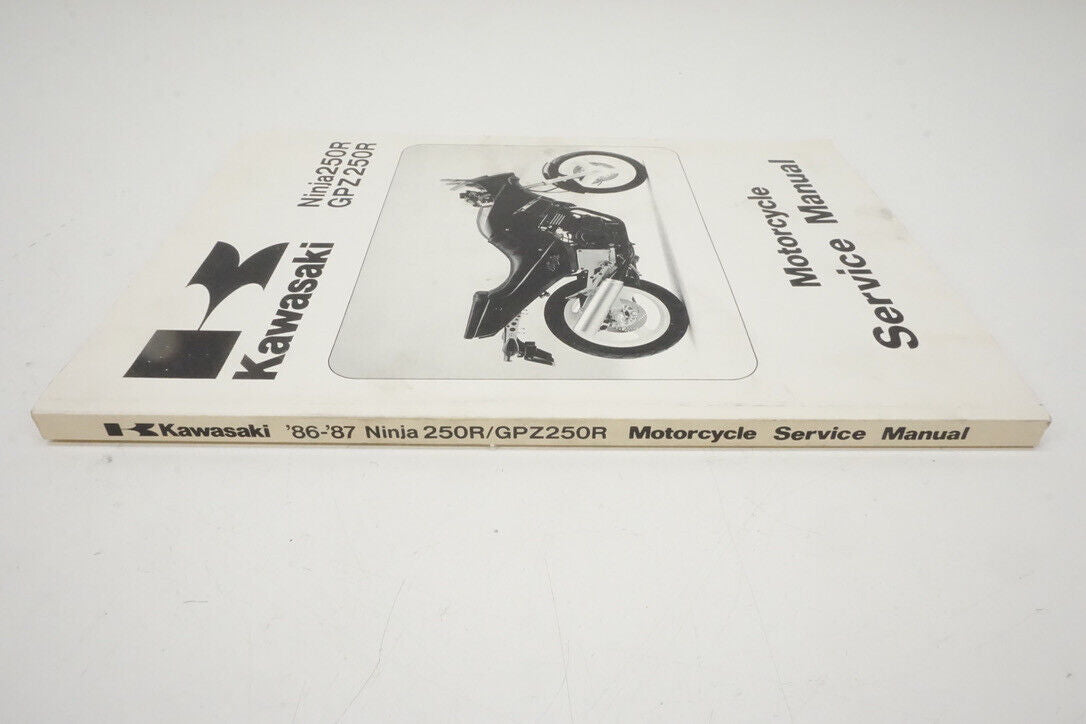 Kawasaki
Ninja250R
GPZ250R
Motorcycle
Service Manual
Kawasaki '86-'87 Ninja 250R/GPZ250R Motorcycle Service Manual